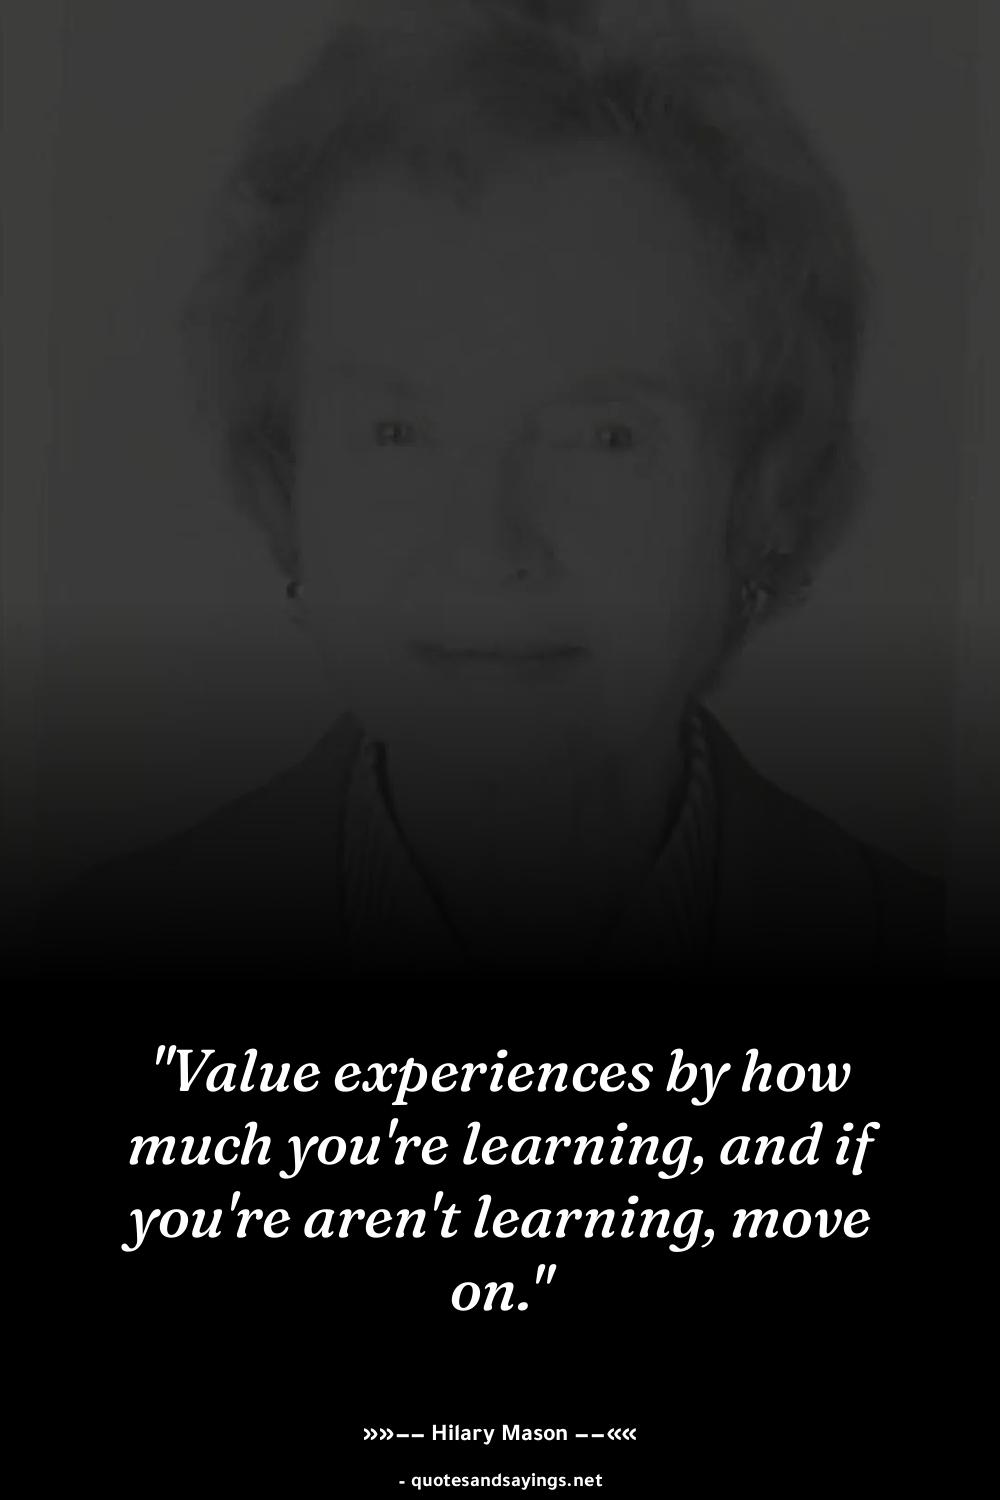 "Value experiences by how
much you're learning, and if
you're aren't learning, move
on."
»»−− Hilary Mason −−««
- quotesandsayings.net